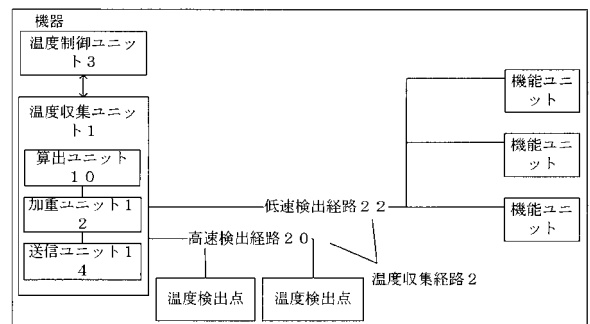 機器
温度制御ユニッ
ト3
温度収集ユニッ
ト1
算出ユニット
10
加重ユニット1
2
送信ユニット1
4
低速検出経路22
高速検出経路20
温度収集経路2
温度検出点
温度検出点
機能ユニ
ット
機能ユニ
ット
機能ユニ
ット